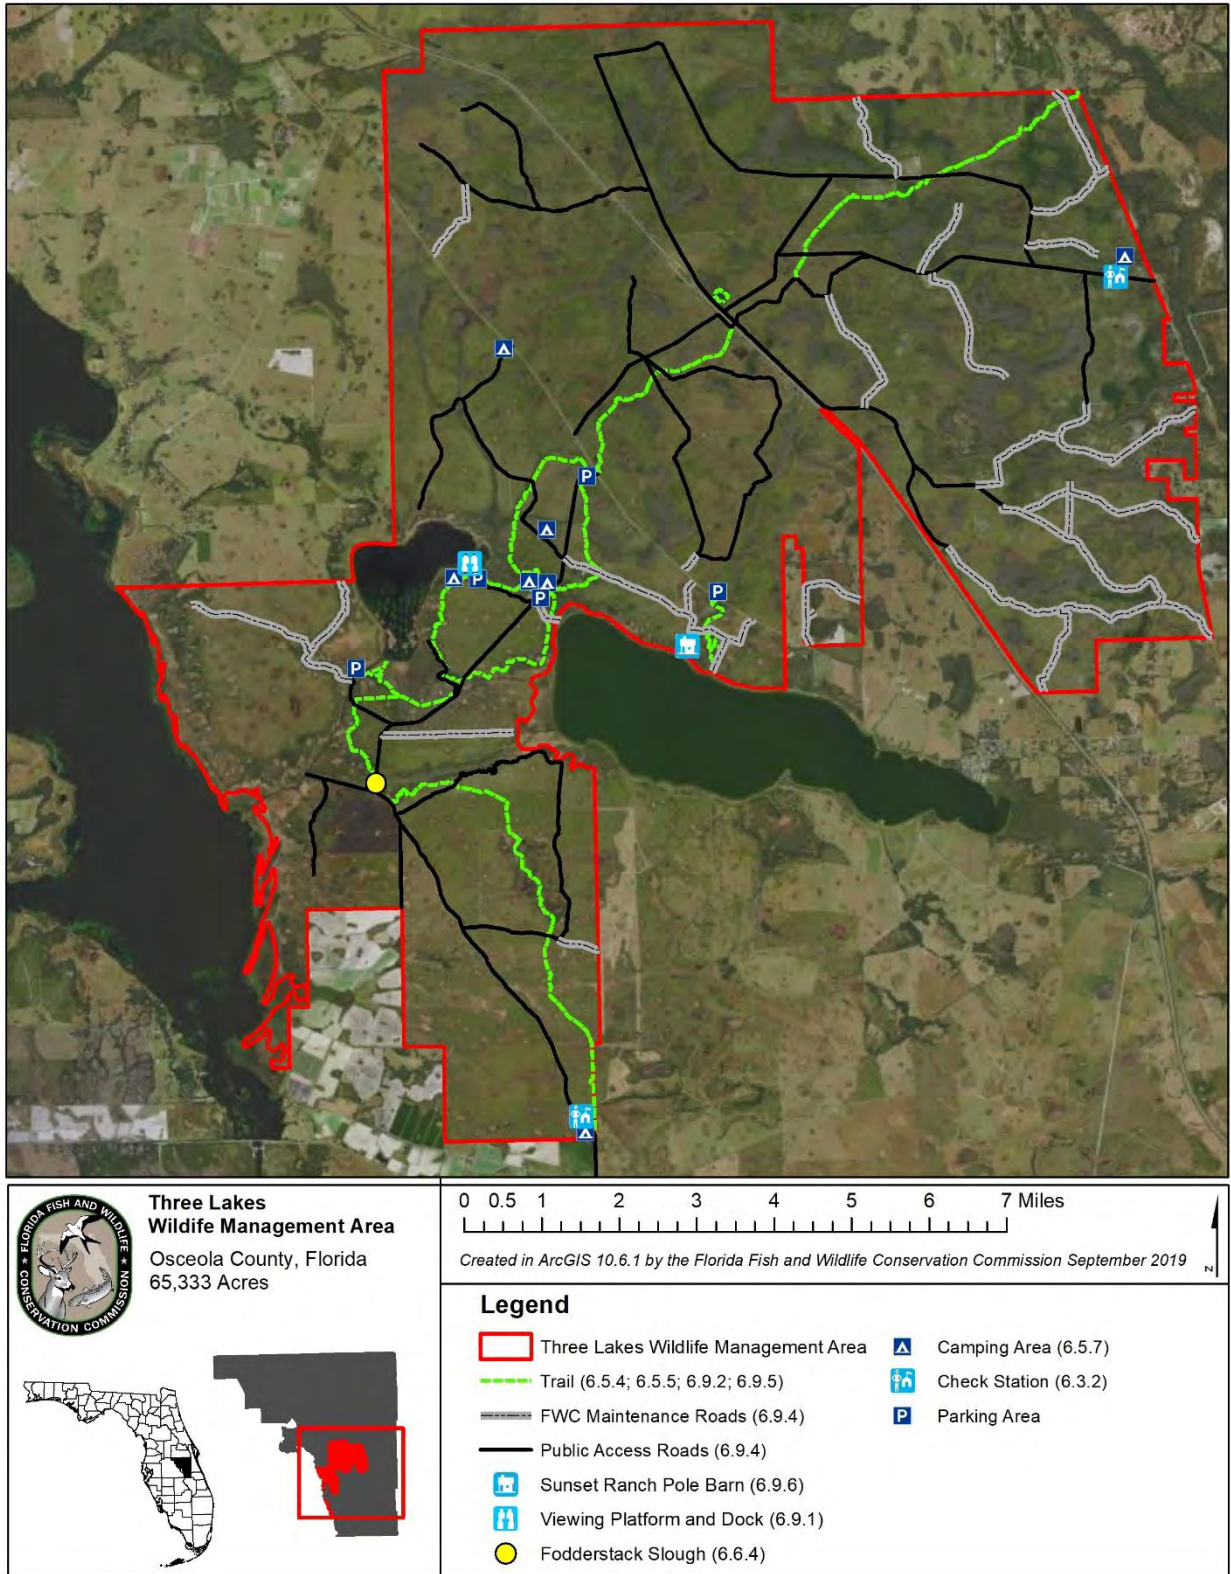 P
P
P
P
P
Three Lakes
Wildife Management Area
Osceola County, Florida
65,333 Acres
FLORIDA FISH AND WILDLIFE
CONSERVATION COMMISSION
0 0.5 1 2 3 4 5 6 7 Miles
Created in ArcGIS 10.6.1 by the Florida Fish and Wildlife Conservation Commission September 2019
N
Legend
Three Lakes Wildlife Management Area
Trail (6.5.4; 6.5.5; 6.9.2; 6.9.5)
FWC Maintenance Roads (6.9.4)
Public Access Roads (6.9.4)
Sunset Ranch Pole Barn (6.9.6)
Viewing Platform and Dock (6.9.1)
Fodderstack Slough (6.6.4)
Camping Area (6.5.7)
Check Station (6.3.2)
P Parking Area